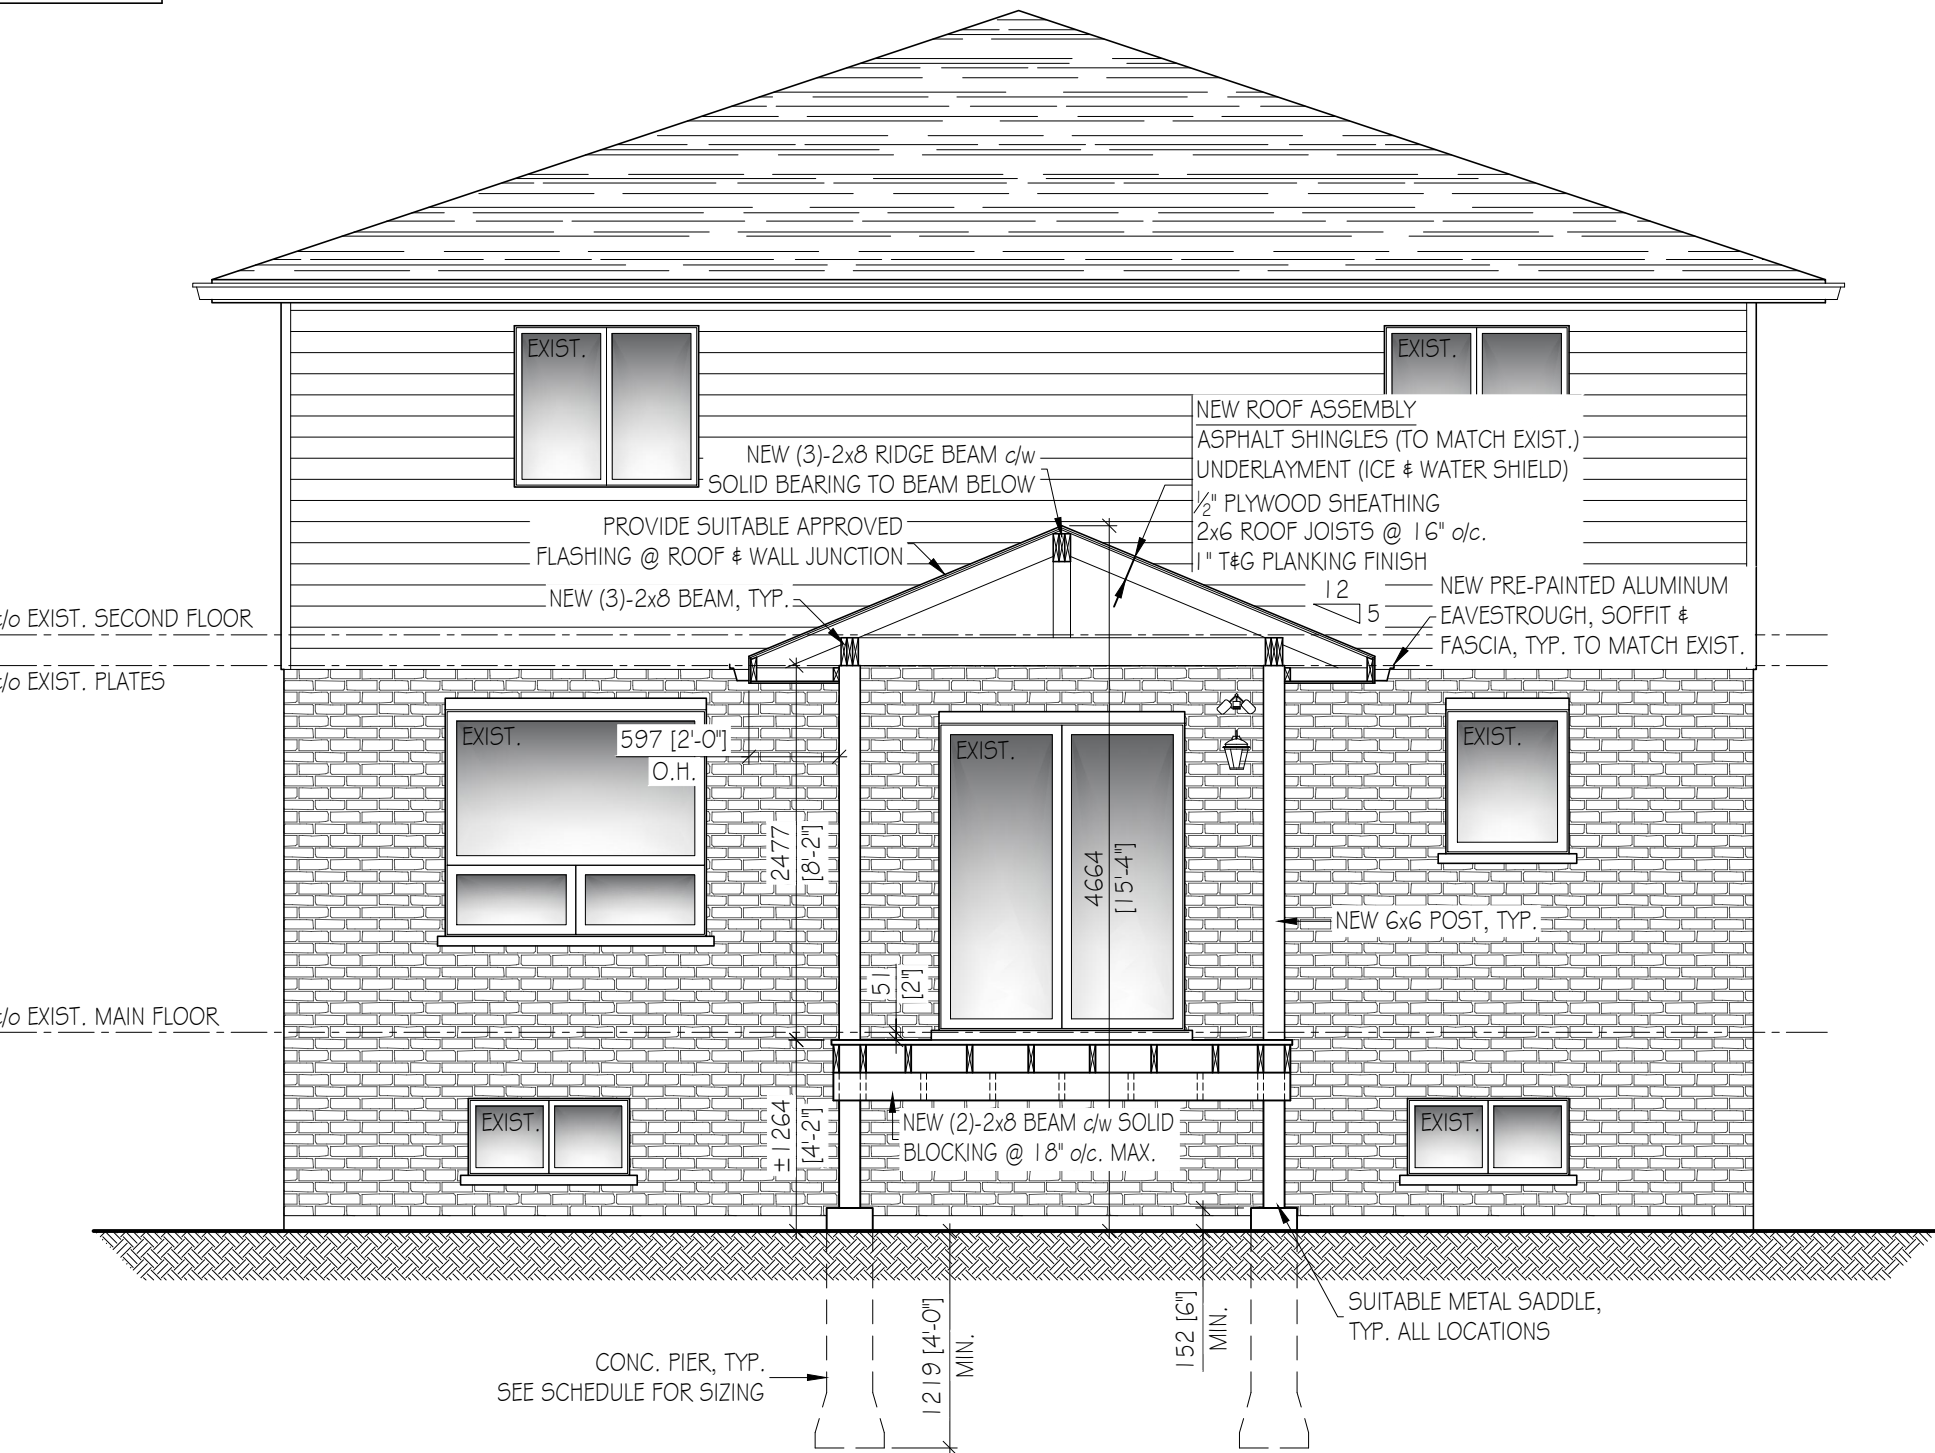 EXIST.
EXIST.
NEW ROOF ASSEMBLY
ASPHALT SHINGLES (TO MATCH EXIST.)
UNDERLAYMENT (ICE & WATER SHIELD)
1/2" PLYWOOD SHEATHING
2x6 ROOF JOISTS @ 16" o/c.
1" T&G PLANKING FINISH
NEW (3)-2x8 RIDGE BEAM c/w
SOLID BEARING TO BEAM BELOW
PROVIDE SUITABLE APPROVED
FLASHING @ ROOF & WALL JUNCTION
NEW (3)-2x8 BEAM, TYP.
12
5
NEW PRE-PAINTED ALUMINUM
EAVESTROUGH, SOFFIT &
FASCIA, TYP. TO MATCH EXIST.
t/o EXIST. SECOND FLOOR
t/o EXIST. PLATES
EXIST.
597 [2'-0"]
O.H.
EXIST.
EXIST.
2477
[8'-2"]
4664
[15'-4"]
NEW 6x6 POST, TYP.
51
[2"]
t/o EXIST. MAIN FLOOR
±1264
[4'-2"]
EXIST.
NEW (2)-2x8 BEAM c/w SOLID
BLOCKING @ 18" o/c. MAX.
EXIST.
1219 [4'-0"]
MIN.
152 [6"]
MIN.
SUITABLE METAL SADDLE,
TYP. ALL LOCATIONS
CONC. PIER, TYP.
SEE SCHEDULE FOR SIZING